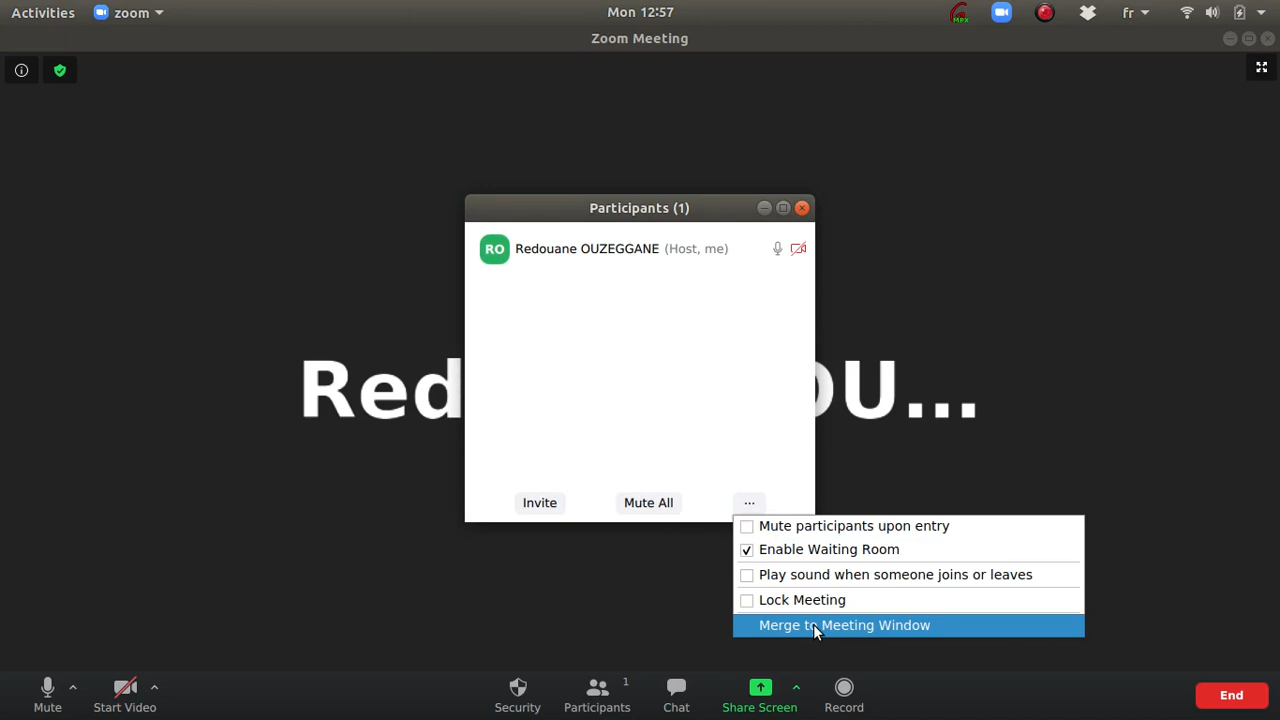 Activities zoom Mon 12:57 fr
Zoom Meeting
Participants (1)
RO Redouane OUZEGGANE (Host, me)
Red OU...
Invite Mute All ...
Mute participants upon entry
Enable Waiting Room
Play sound when someone joins or leaves
Lock Meeting
Merge to Meeting Window
1
Mute Start Video Security Participants Chat Share Screen Record End